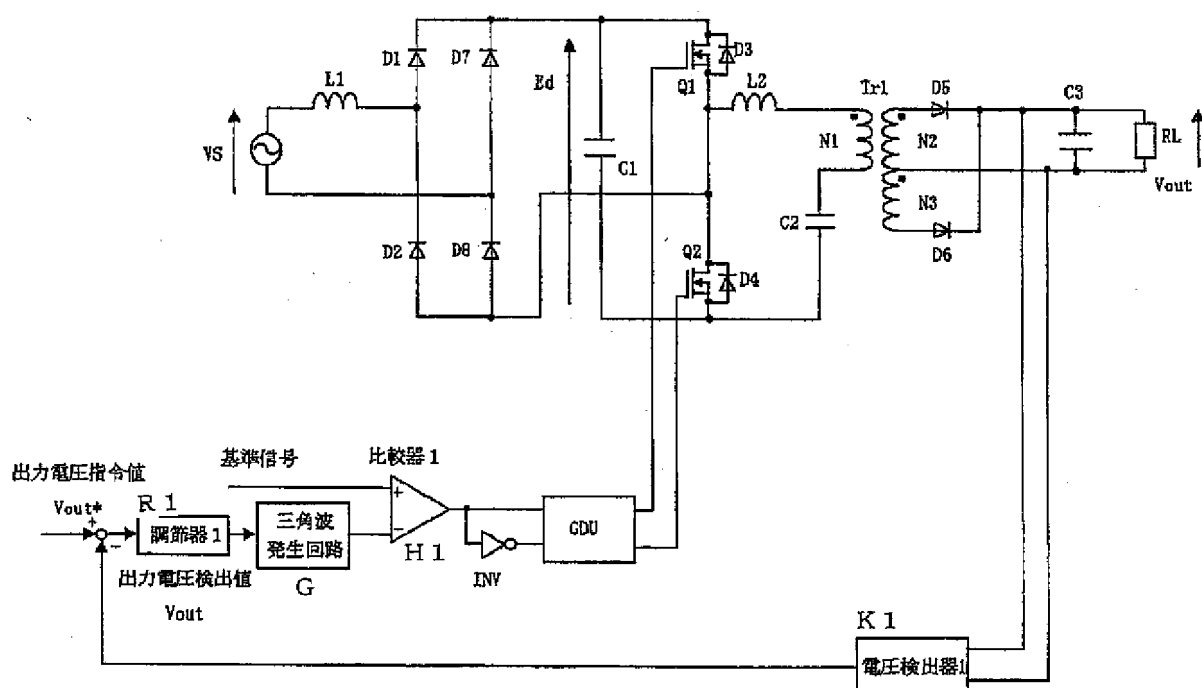 D1
D7
D3
L1
Ed
Q1
L2
Tr1
D5
C3
VS
C1
N1
N2
RL
Vout
N3
D2
D8
C2
D6
Q2
D4
基準信号
比較器1
出力電圧指令値
Vout*
R1
+
+
-
調節器1
三角波
発生回路
-
GDU
H1
INV
出力電圧検出値
G
Vout
K1
電圧検出器1